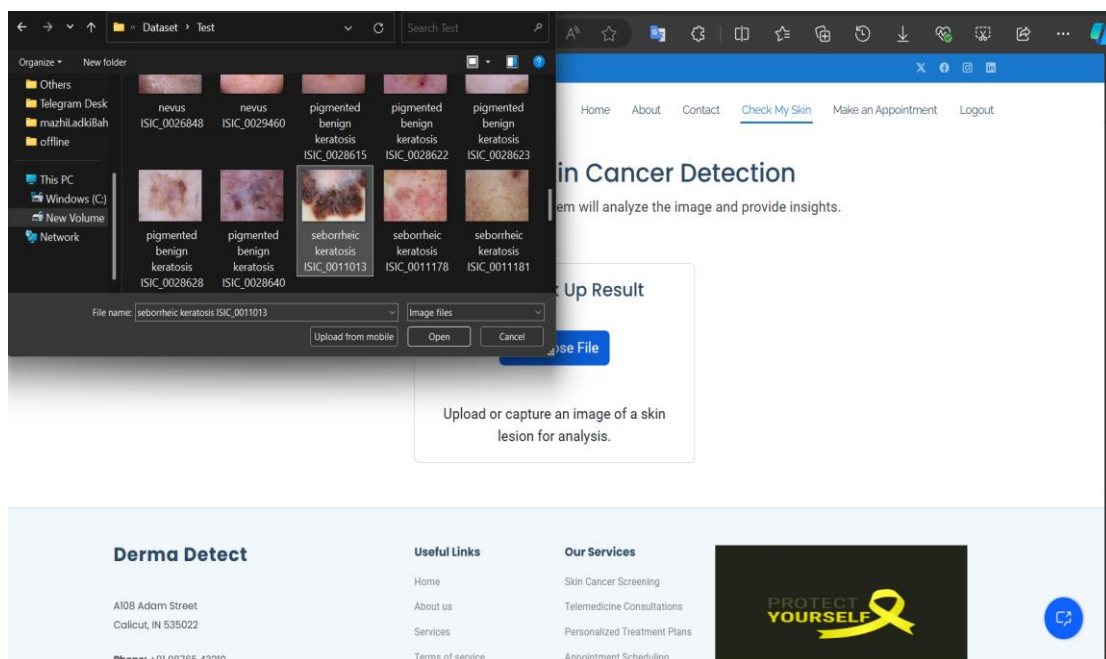 Dataset › Test
Search Test
Organize
New folder
Others
Telegram Desk
mazhiLadkiBah
offline
This PC
Windows (C:)
New Volume
Network
nevus
ISIC_0026848
nevus
ISIC_0029460
pigmented
benign
keratosis
ISIC_0028615
pigmented
benign
keratosis
ISIC_0028622
pigmented
benign
keratosis
ISIC_0028623
pigmented
benign
keratosis
ISIC_0028628
pigmented
benign
keratosis
ISIC_0028640
seborrheic
keratosis
ISIC_0011013
seborrheic
keratosis
ISIC_0011178
seborrheic
keratosis
ISIC_0011181
File name: seborrheic keratosis ISIC_0011013
Image files
Upload from mobile
Open
Cancel
Home About Contact Check My Skin Make an Appointment Logout
in Cancer Detection
em will analyze the image and provide insights.
Up Result
ose File
Upload or capture an image of a skin
lesion for analysis.
Derma Detect
A108 Adam Street
Calicut, IN 535022
Phone: +91 98765 43210
Useful Links
Home
About us
Services
Terms of service
Our Services
Skin Cancer Screening
Telemedicine Consultations
Personalized Treatment Plans
Appointment Scheduling
PROTECT
YOURSELF